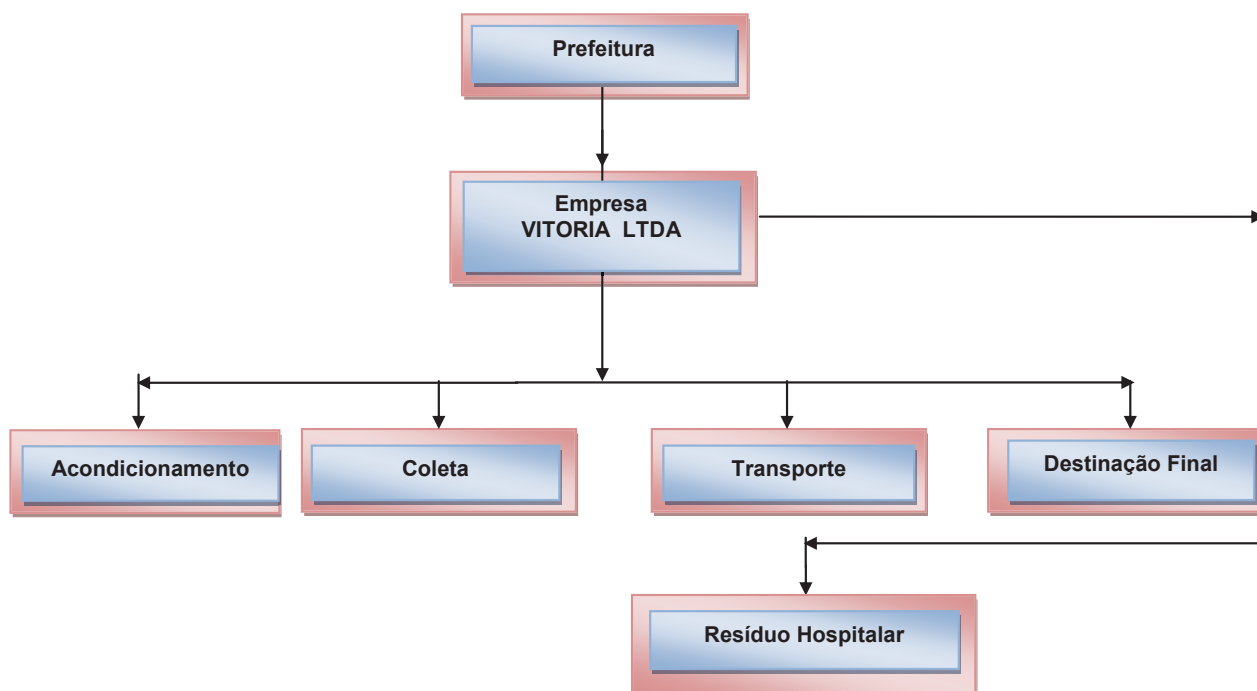 Prefeitura
Empresa
VITORIA LTDA
Acondicionamento
Coleta
Transporte
Destinação Final
Resíduo Hospitalar